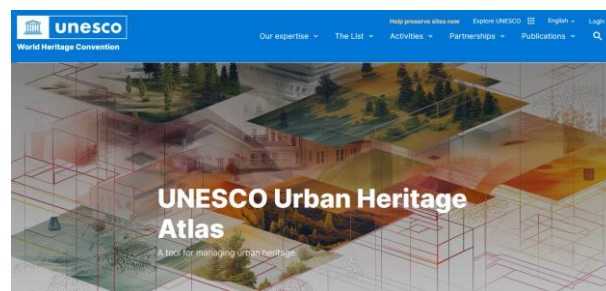 unesco
World Heritage Convention
Help preserve sites now Explore UNESCO English Login
Our expertise The List Activities Partnerships Publications
UNESCO Urban Heritage
Atlas
A tool for managing urban heritage